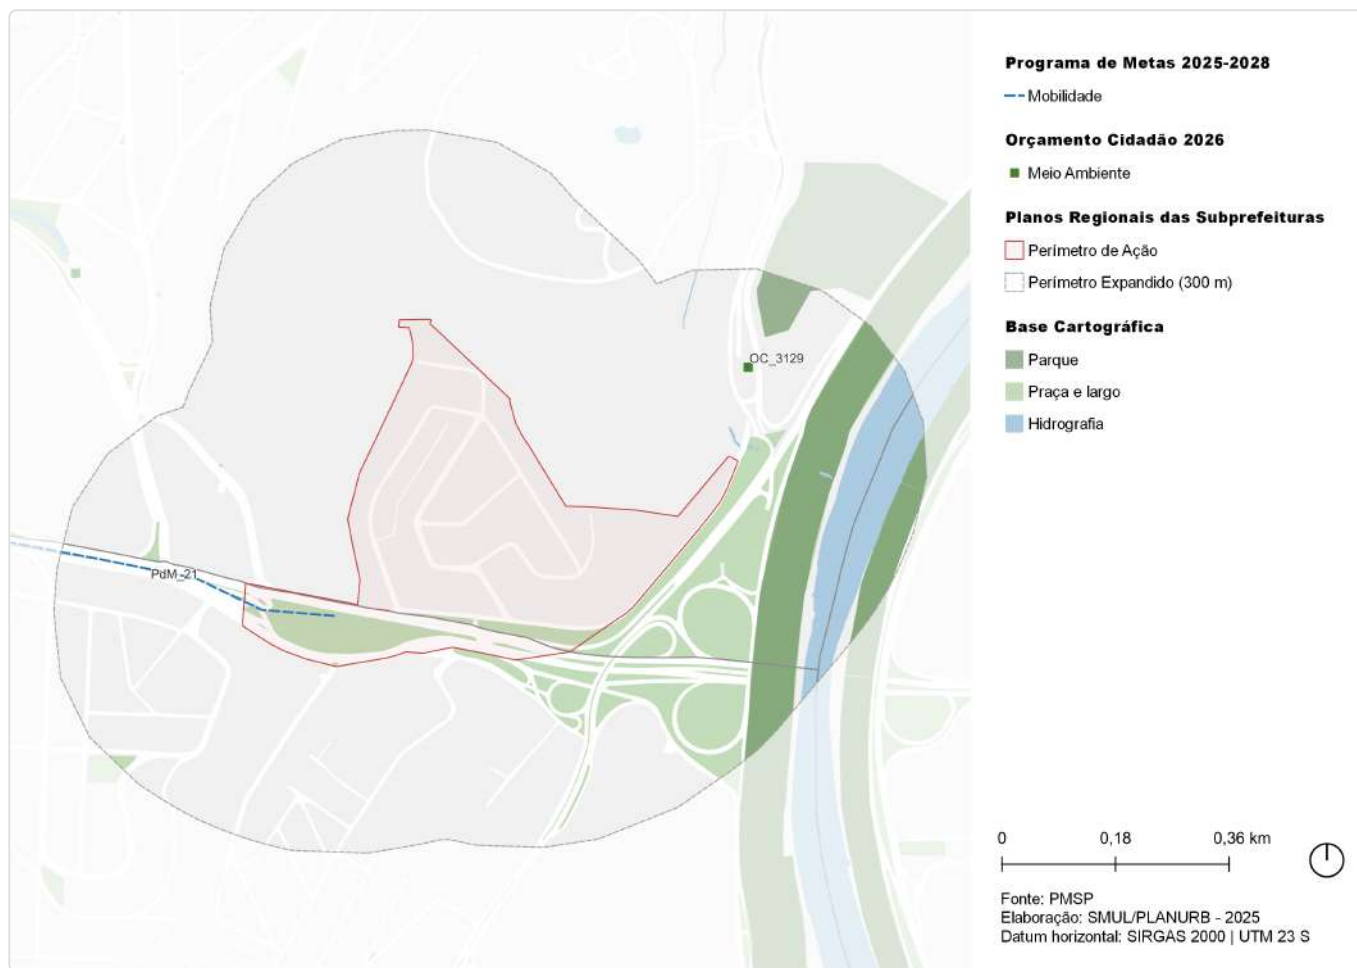 Programa de Metas 2025-2028
Mobilidade
Orçamento Cidadão 2026
Meio Ambiente
Planos Regionais das Subprefeituras
Perímetro de Ação
Perímetro Expandido (300 m)
Base Cartográfica
Parque
Praça e largo
Hidrografia
OC_3129
PdM_21
0 0,18 0,36 km
Fonte: PMSP
Elaboração: SMUL/PLANURB - 2025
Datum horizontal: SIRGAS 2000 | UTM 23 S